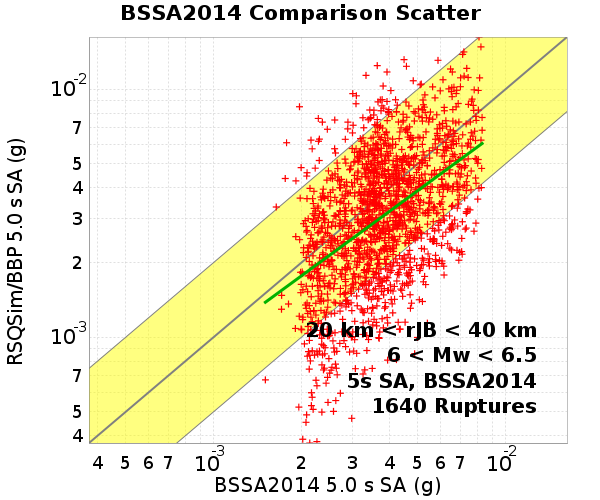 BSSA2014 Comparison Scatter
RSQSim/BBP 5.0 s SA (g)
10-2
7
5
4
3
2
10-3
7
5
4
20 km < rJB < 40 km
6 < Mw < 6.5
5s SA, BSSA2014
1640 Ruptures
4 5 6 7 10-3 2 3 4 5 6 7 10-2
BSSA2014 5.0 s SA (g)